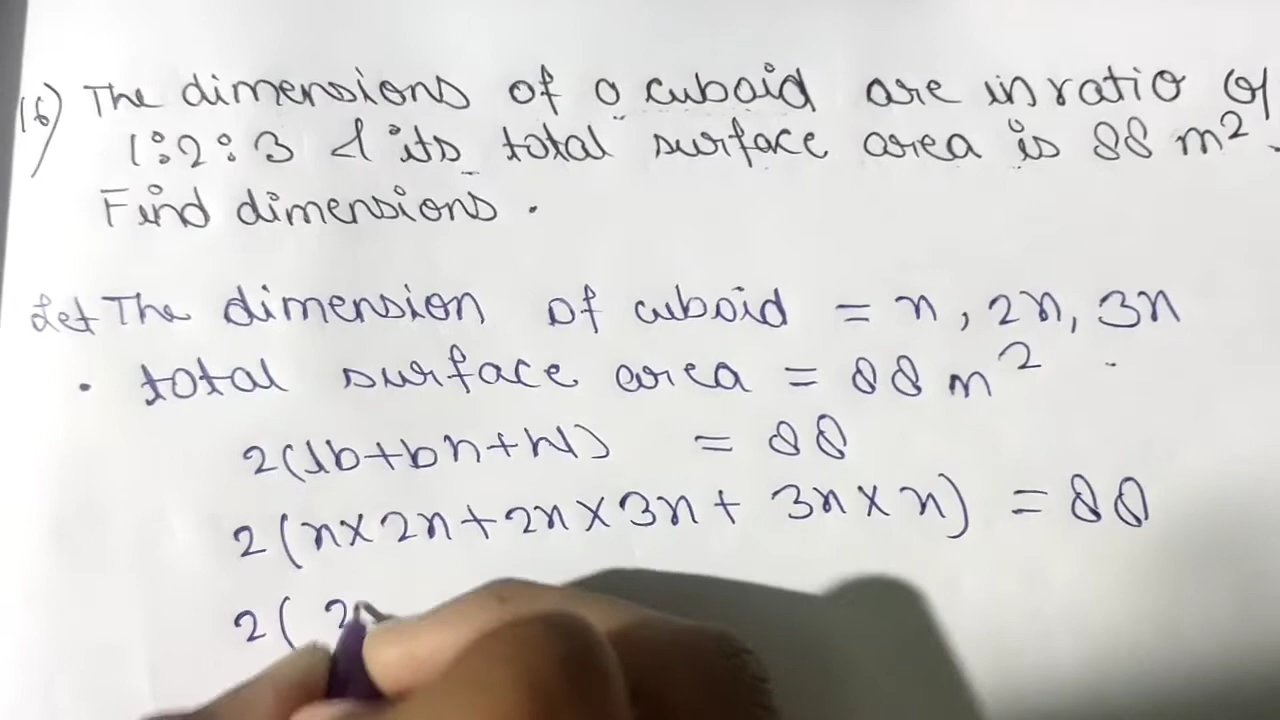 16) The dimensions of a cuboid are in ratio of
1:2:3 & its total surface area is 88 m².
Find dimensions.
Let The dimension of cuboid = x, 2x, 3x
• total surface area = 88 m²
2(lb+bh+hl) = 88
2(x×2x+2x×3x+ 3x×x) = 88
2( 2